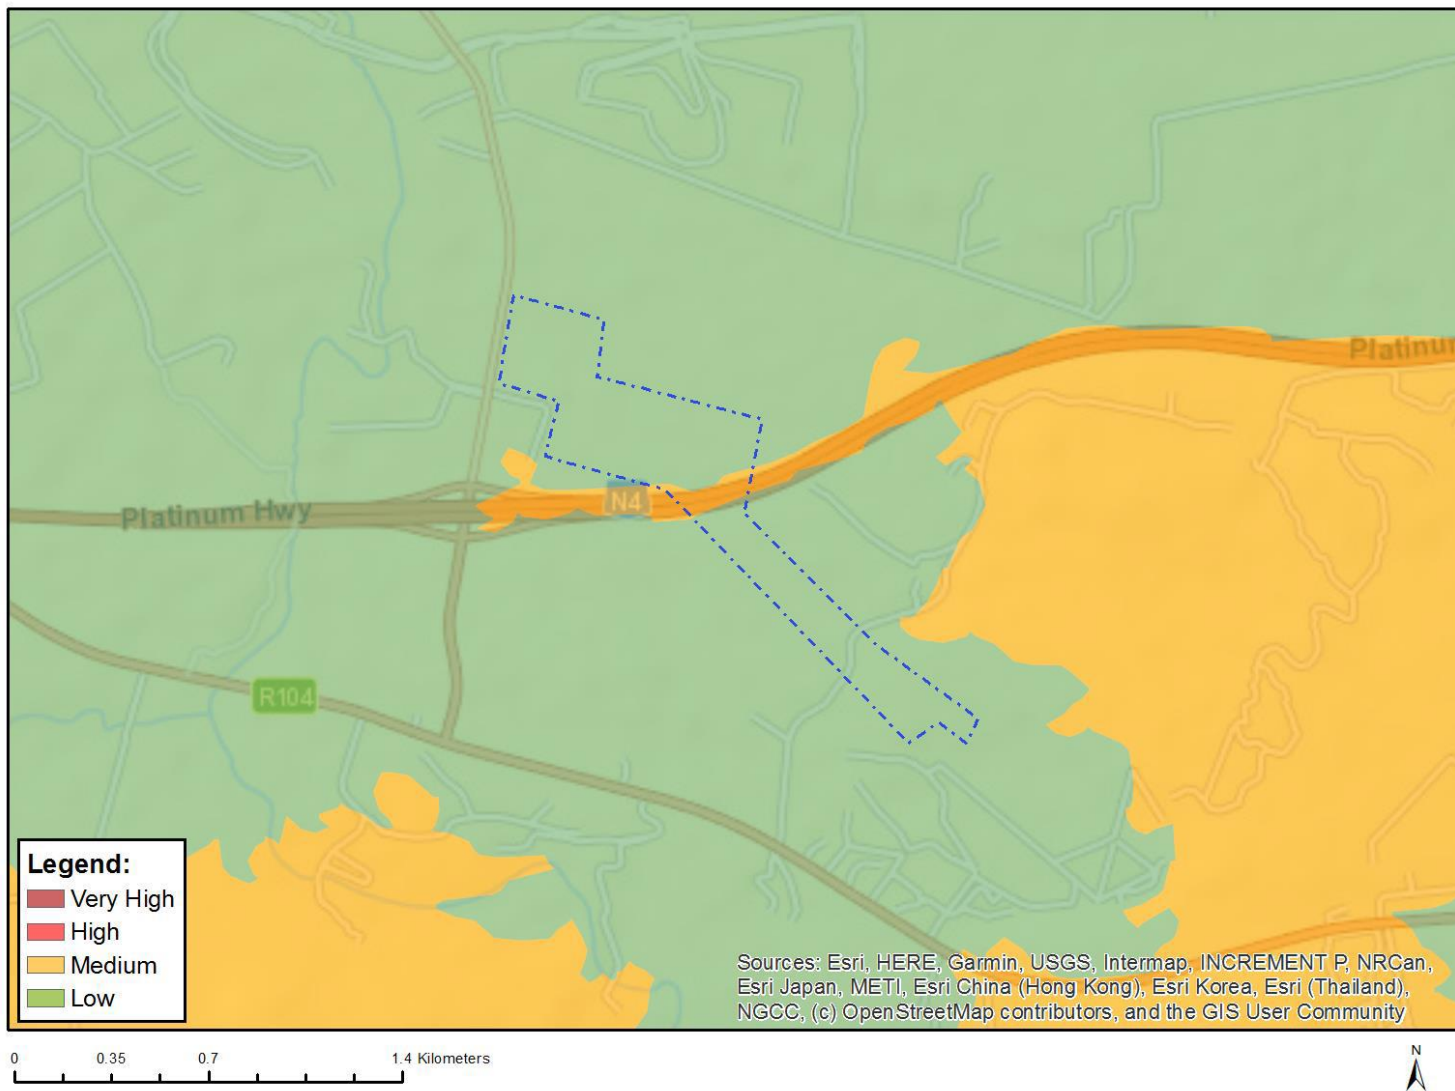 Platinum
Platinum Hwy
N4
R104
Legend:
Very High
High
Medium
Low
Sources: Esri, HERE, Garmin, USGS, Intermap, INCREMENT P, NRCan,
Esri Japan, METI, Esri China (Hong Kong), Esri Korea, Esri (Thailand),
NGCC, (c) OpenStreetMap contributors, and the GIS User Community
0 0.35 0.7 1.4 Kilometers
N